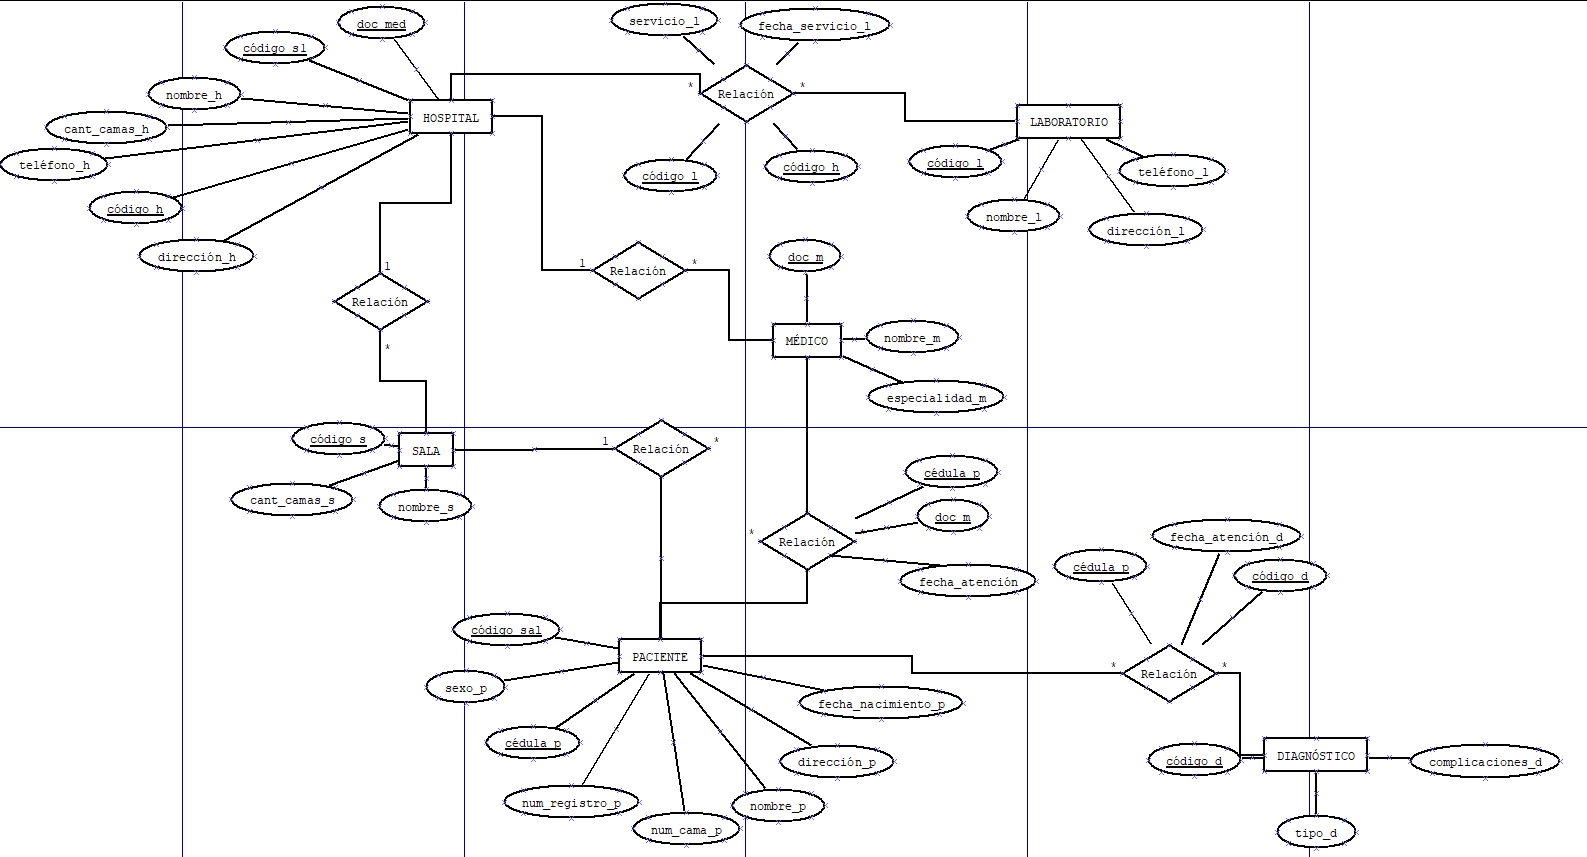 servicio_l
doc_med
fecha_servicio_l
código_sl
nombre_h
*
Relación
*
HOSPITAL
LABORATORIO
cant_camas_h
teléfono_h
código_l
código_h
código_l
teléfono_l
código_h
nombre_l
dirección_l
dirección_h
doc_m
1
1
Relación
*
Relación
*
MÉDICO
nombre_m
especialidad_m
código_s
SALA
1
Relación
*
cant_camas_s
nombre_s
cédula_p
doc_m
*
Relación
fecha_atención
fecha_atención_d
cédula_p
código_d
código_sal
PACIENTE
*
Relación
*
sexo_p
fecha_nacimiento_p
cédula_p
dirección_p
código_d
DIAGNÓSTICO
complicaciones_d
num_registro_p
nombre_p
num_cama_p
tipo_d